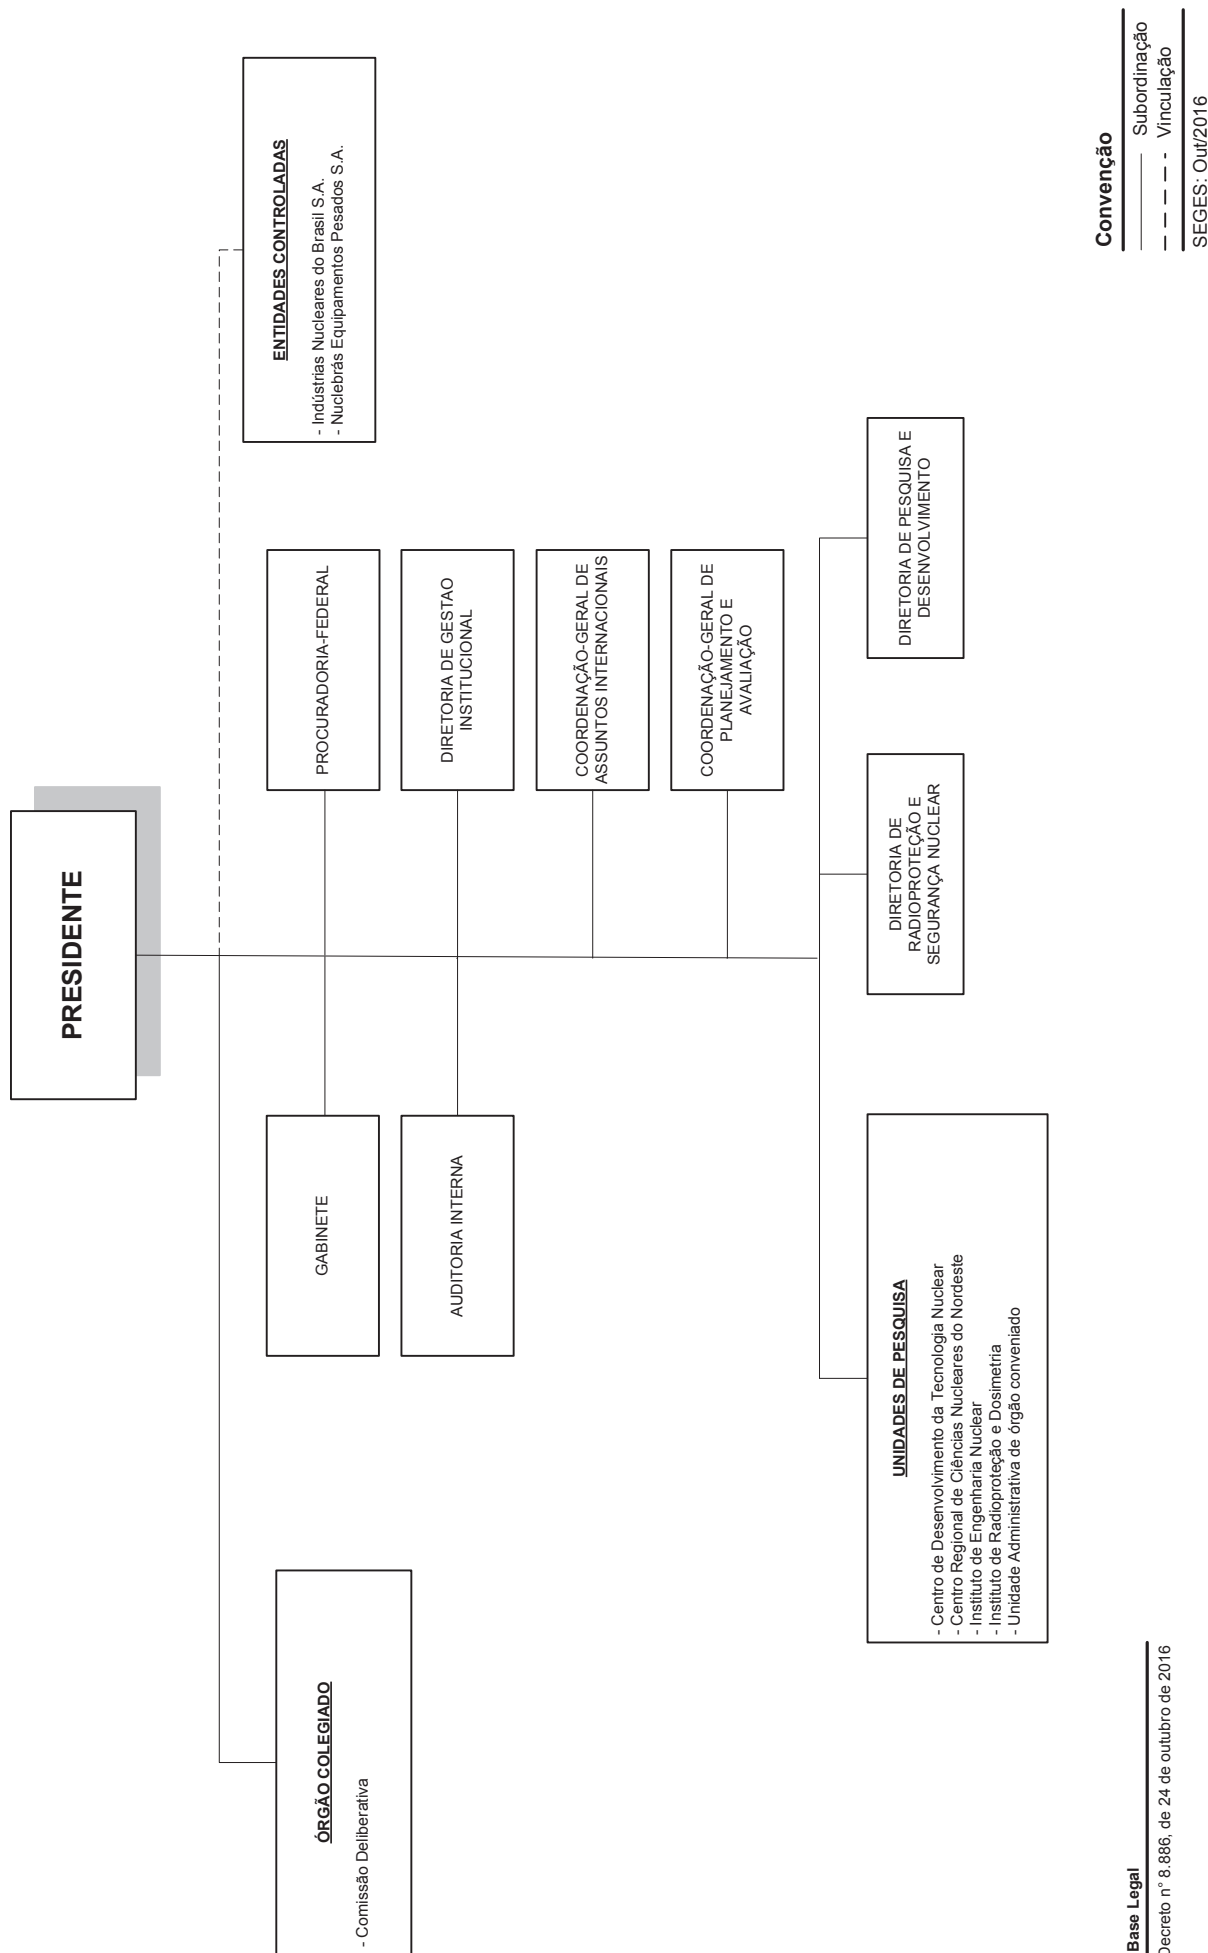 PRESIDENTE
ÓRGÃO COLEGIADO
- Comissão Deliberativa
ENTIDADES CONTROLADAS
- Indústrias Nucleares do Brasil S.A.
- Nuclebrás Equipamentos Pesados S.A.
GABINETE
PROCURADORIA-FEDERAL
AUDITORIA INTERNA
DIRETORIA DE GESTAO
INSTITUCIONAL
COORDENAÇÃO-GERAL DE
ASSUNTOS INTERNACIONAIS
COORDENAÇÃO-GERAL DE
PLANEJAMENTO E
AVALIAÇÃO
UNIDADES DE PESQUISA
- Centro de Desenvolvimento da Tecnologia Nuclear
- Centro Regional de Ciências Nucleares do Nordeste
- Instituto de Engenharia Nuclear
- Instituto de Radioproteção e Dosimetria
- Unidade Administrativa de órgão conveniado
DIRETORIA DE
RADIOPROTEÇÃO E
SEGURANÇA NUCLEAR
DIRETORIA DE PESQUISA E
DESENVOLVIMENTO
Base Legal
Decreto n° 8.886, de 24 de outubro de 2016
Convenção
Subordinação
Vinculação
SEGES: Out/2016